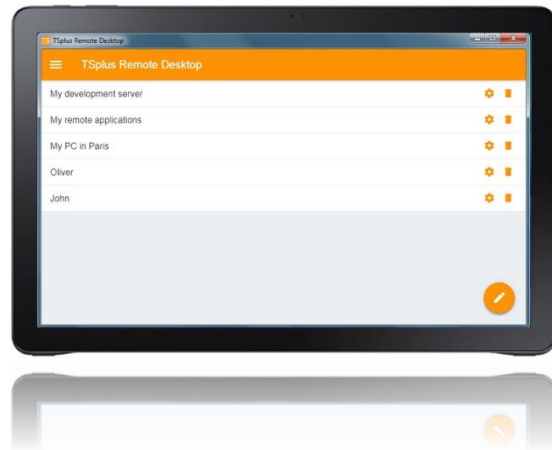 TSplus Remote Desktop
TSplus Remote Desktop
My development server
My remote applications
My PC in Paris
Oliver
John